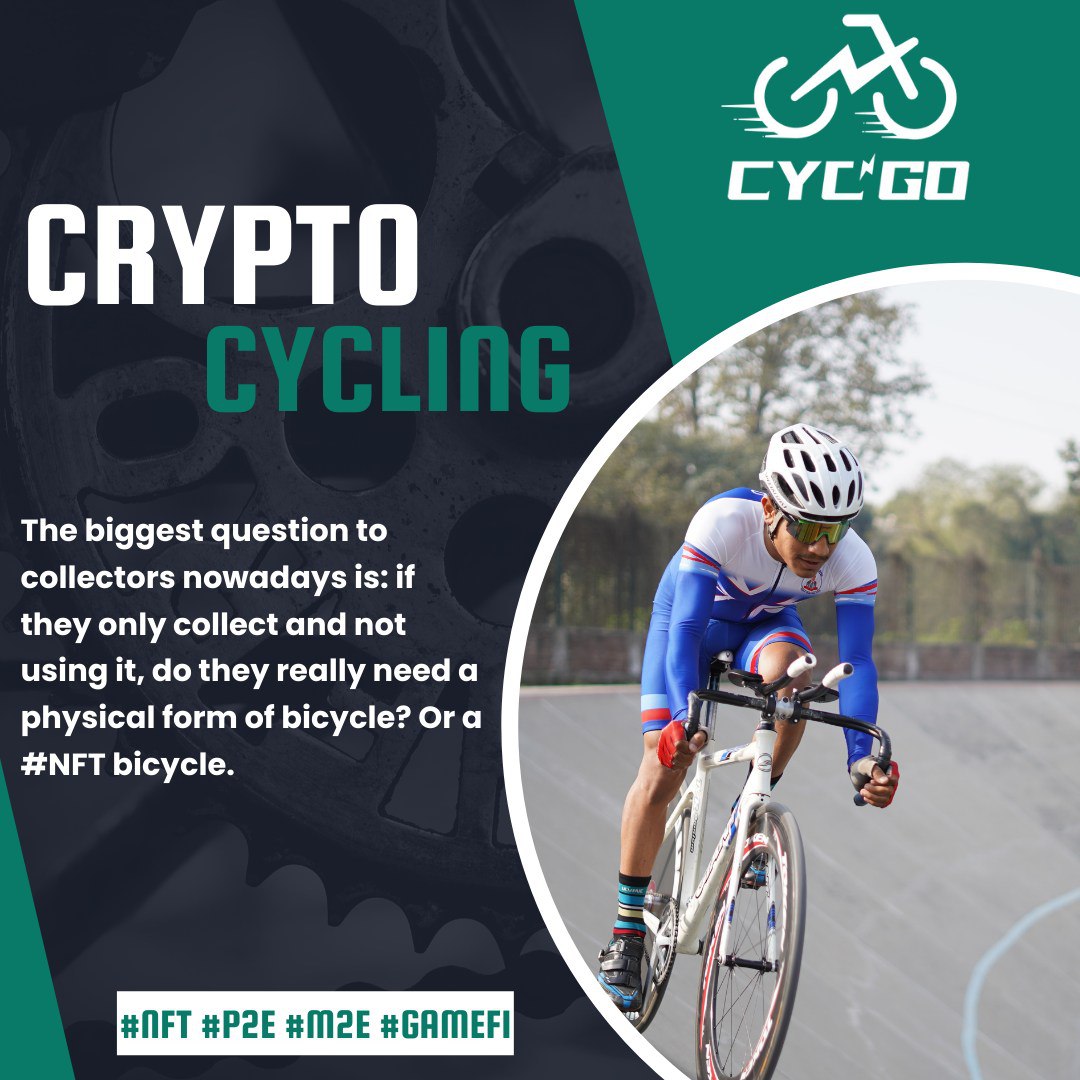 CYC'GO
CRYPTO
CYCLING
The biggest question to
collectors nowadays is: if
they only collect and not
using it, do they really need a
physical form of bicycle? Or a
#NFT bicycle.
#NFT #P2E #M2E #GAMEFI